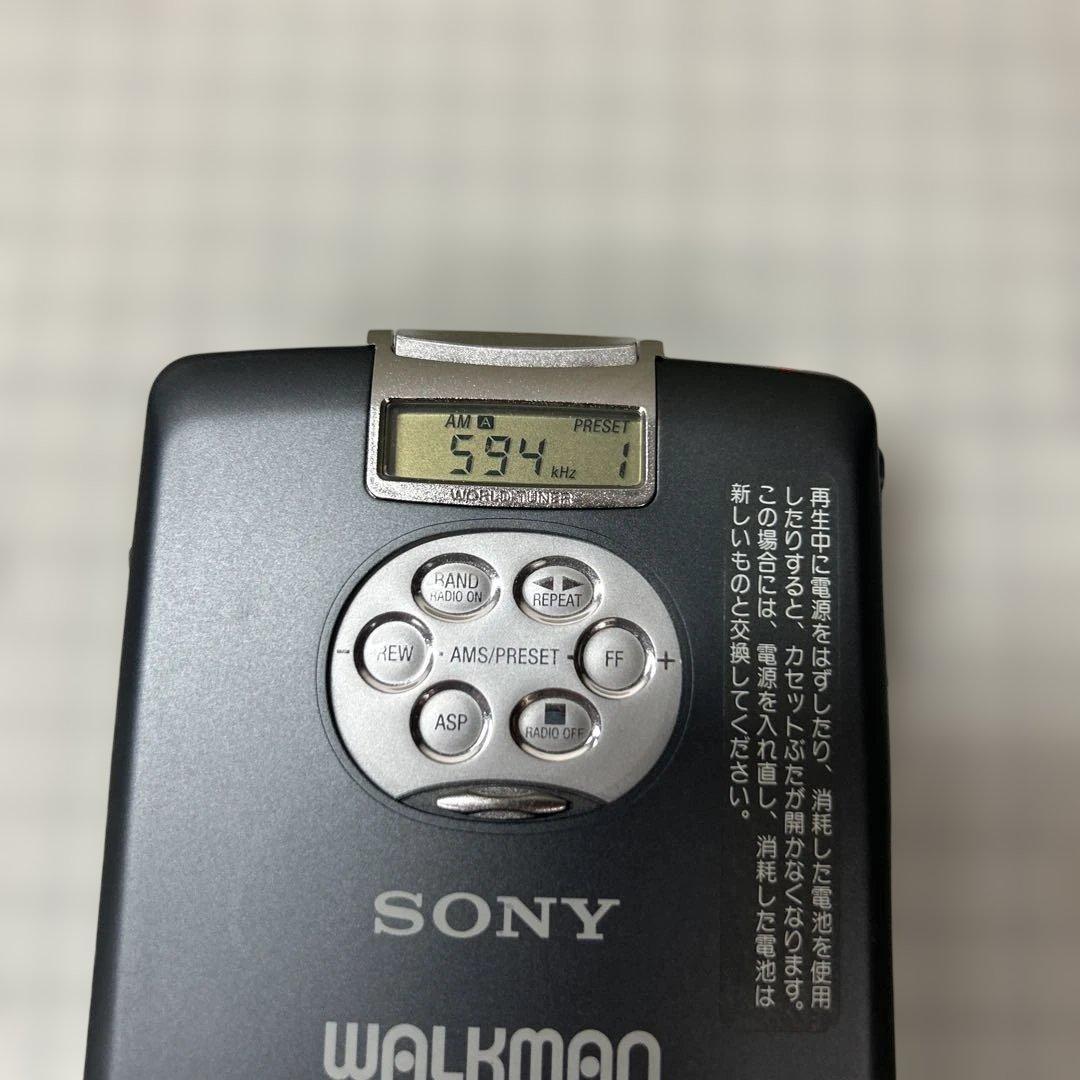 AM A PRESET
594 kHz 1
WORLD TUNER
BAND
RADIO ON
REPEAT
- REW · AMS/PRESET · FF +
ASP
RADIO OFF
SONY
WALKMAN
再生中に電源をはずしたり、消耗した電池を使用
したりすると、カセットぶたが開かなくなります。
この場合には、電源を入れ直し、消耗した電池は
新しいものと交換してください。